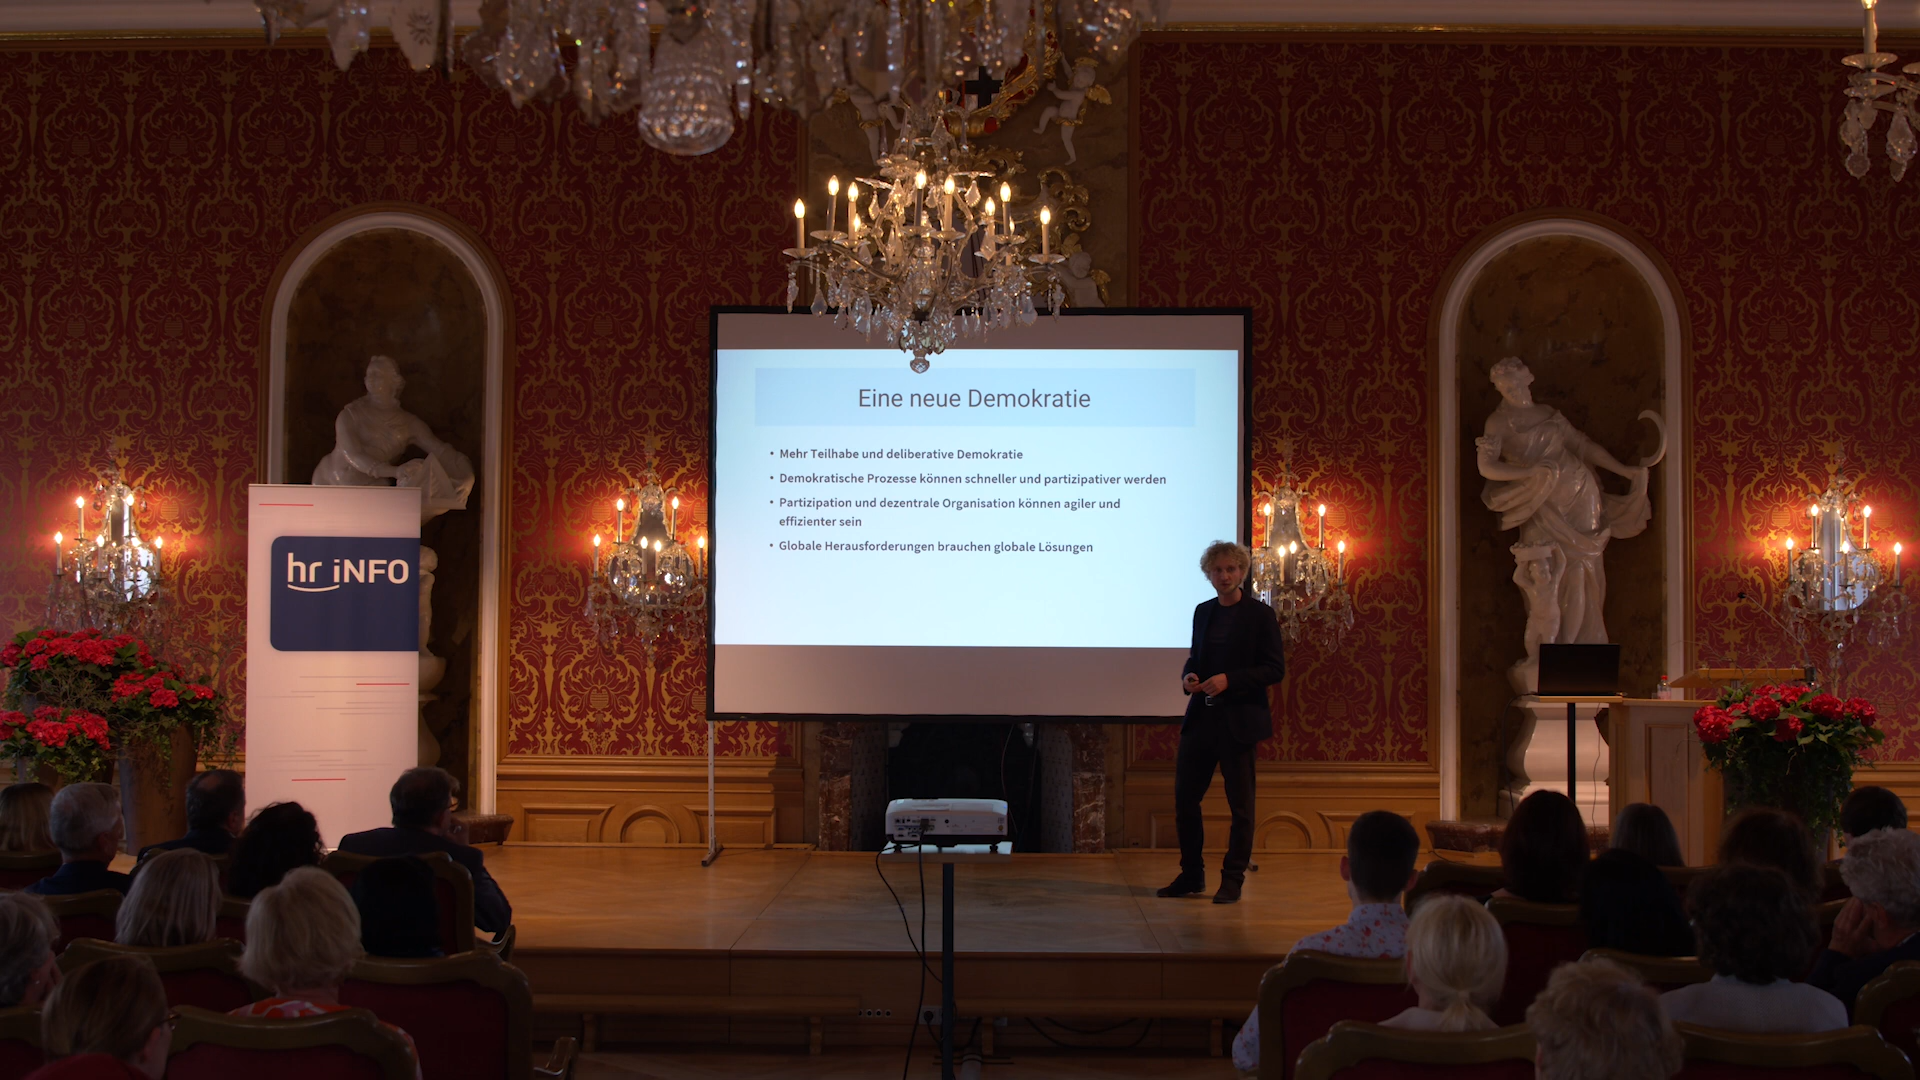 Eine neue Demokratie
• Mehr Teilhabe und deliberative Demokratie
• Demokratische Prozesse können schneller und partizipativer werden
• Partizipation und dezentrale Organisation können agiler und
effizienter sein
• Globale Herausforderungen brauchen globale Lösungen
hr iNFO